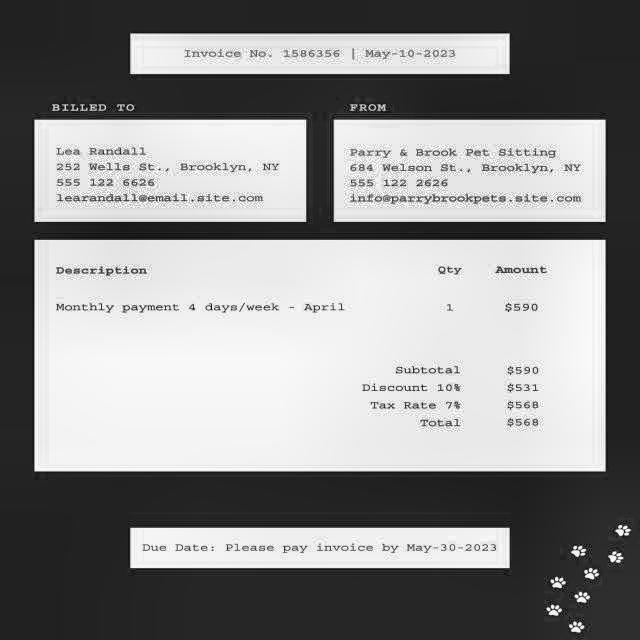 Invoice No. 1586356 | May-10-2023
BILLED TO
Lea Randall
252 Wells St., Brooklyn, NY
555 122 6626
learandall@email.site.com
FROM
Parry & Brook Pet Sitting
684 Welson St., Brooklyn, NY
555 122 2626
info@parrybrookpets.site.com
Description Qty Amount
Monthly payment 4 days/week - April 1 $590
Subtotal $590
Discount 10% $531
Tax Rate 7% $568
Total $568
Due Date: Please pay invoice by May-30-2023